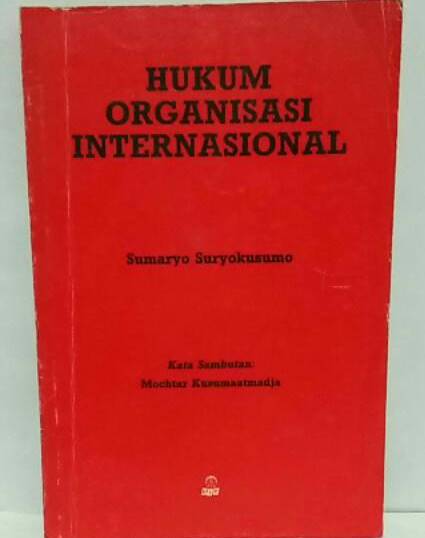 HUKUM
ORGANISASI
INTERNASIONAL
Sumaryo Suryokusumo
Kata Sambutan:
Mochtar Kusumaatmadja